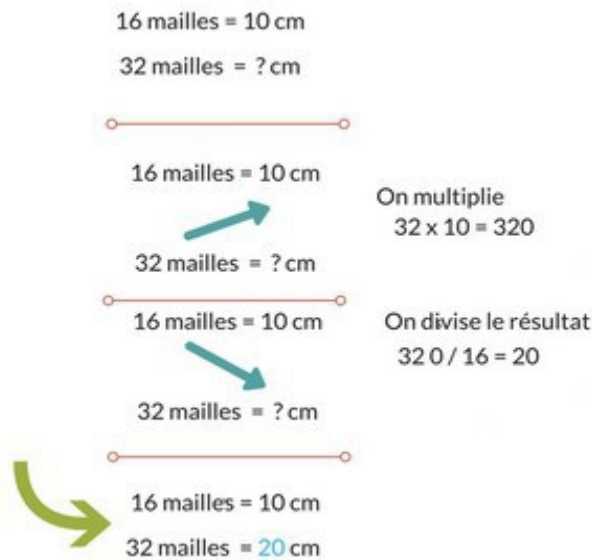 16 mailles = 10 cm
32 mailles = ? cm
16 mailles = 10 cm
32 mailles = ? cm
On multiplie
32 x 10 = 320
16 mailles = 10 cm
32 mailles = ? cm
On divise le résultat
32 0 / 16 = 20
16 mailles = 10 cm
32 mailles = 20 cm